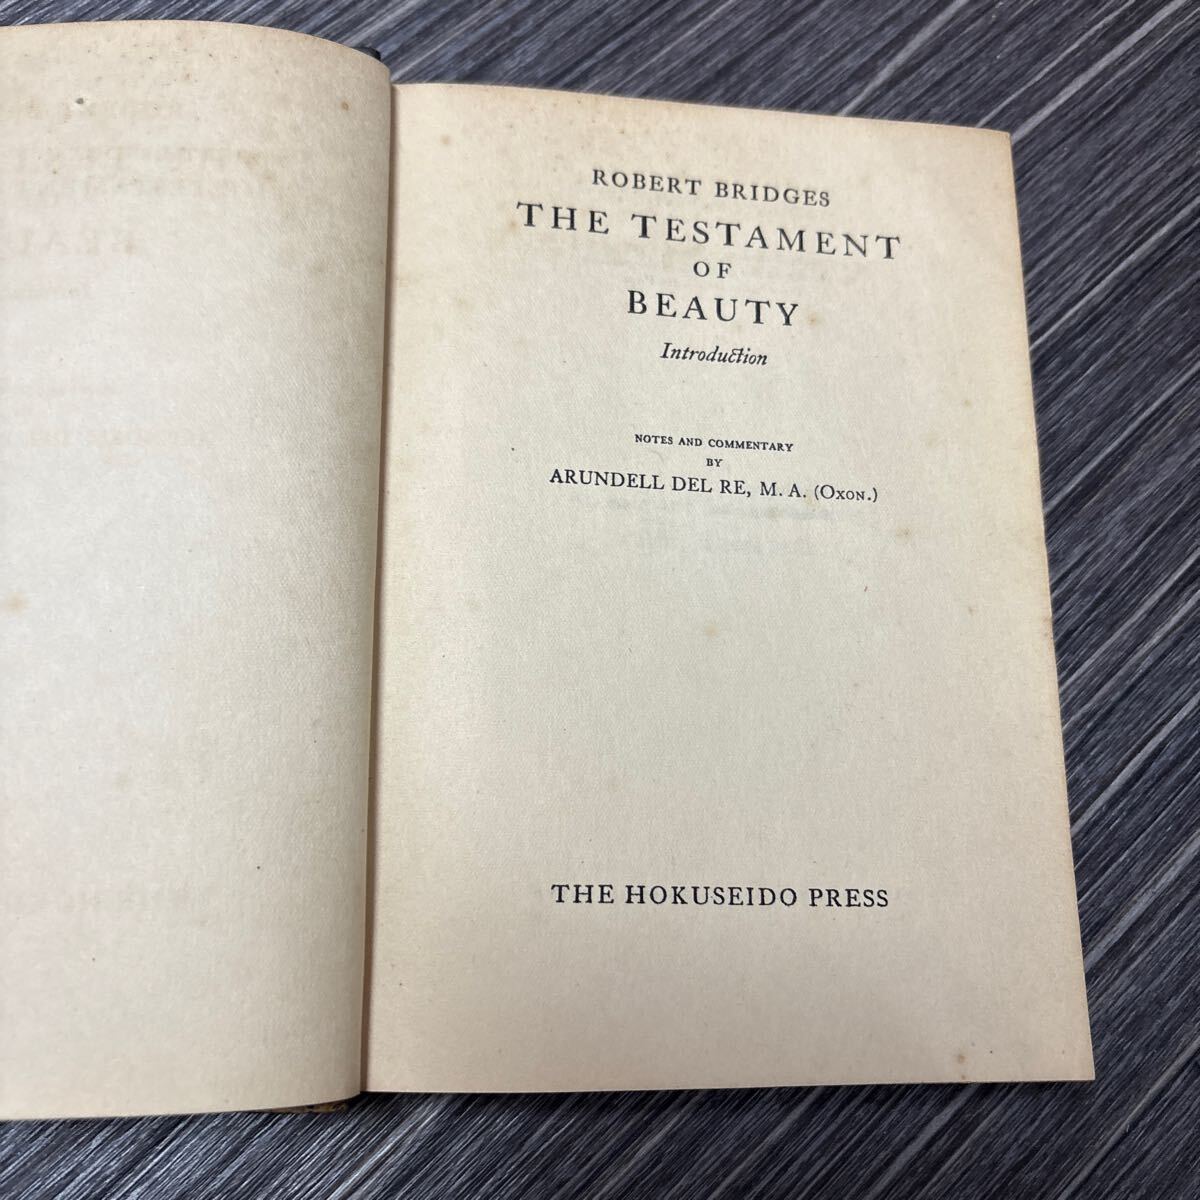 ROBERT BRIDGES
THE TESTAMENT
OF
BEAUTY
Introduction
NOTES AND COMMENTARY
BY
ARUNDELL DEL RE, M. A. (OXON.)
THE HOKUSEIDO PRESS